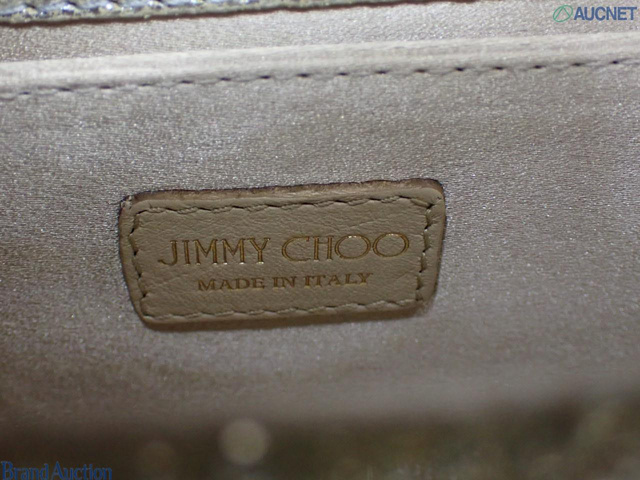 AUCNET
JIMMY CHOO
MADE IN ITALY
Brand Auction